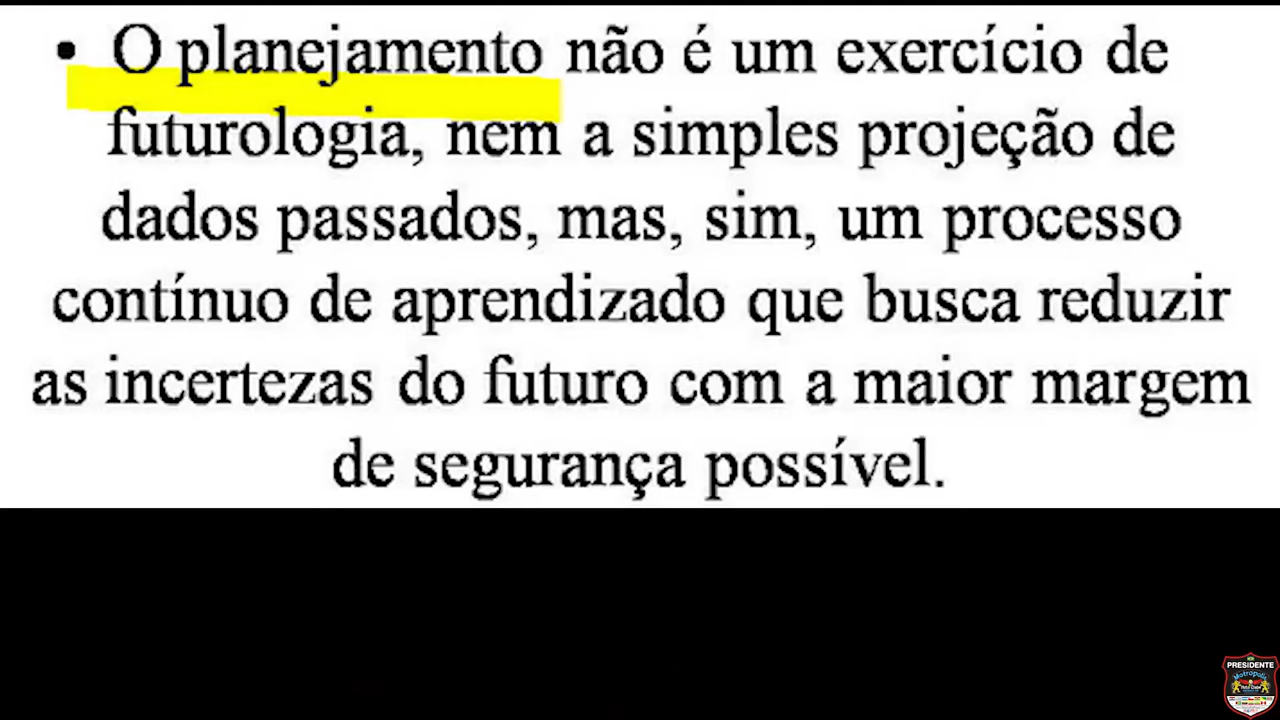 • O planejamento não é um exercício de
futurologia, nem a simples projeção de
dados passados, mas, sim, um processo
contínuo de aprendizado que busca reduzir
as incertezas do futuro com a maior margem
de segurança possível.
PRESIDENTE
Metropolis